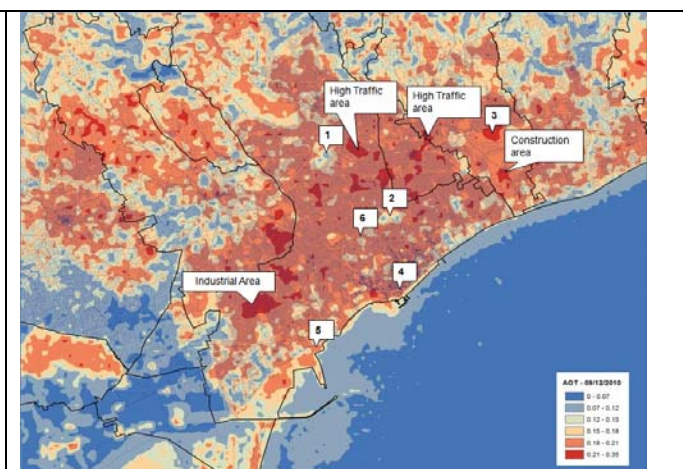 High Traffic
area
High Traffic
area
3
1
Construction
area
2
6
Industrial Area
4
5
AOT - 09/12/2010
0 - 0.07
0.07 - 0.12
0.12 - 0.15
0.15 - 0.18
0.18 - 0.21
0.21 - 0.35